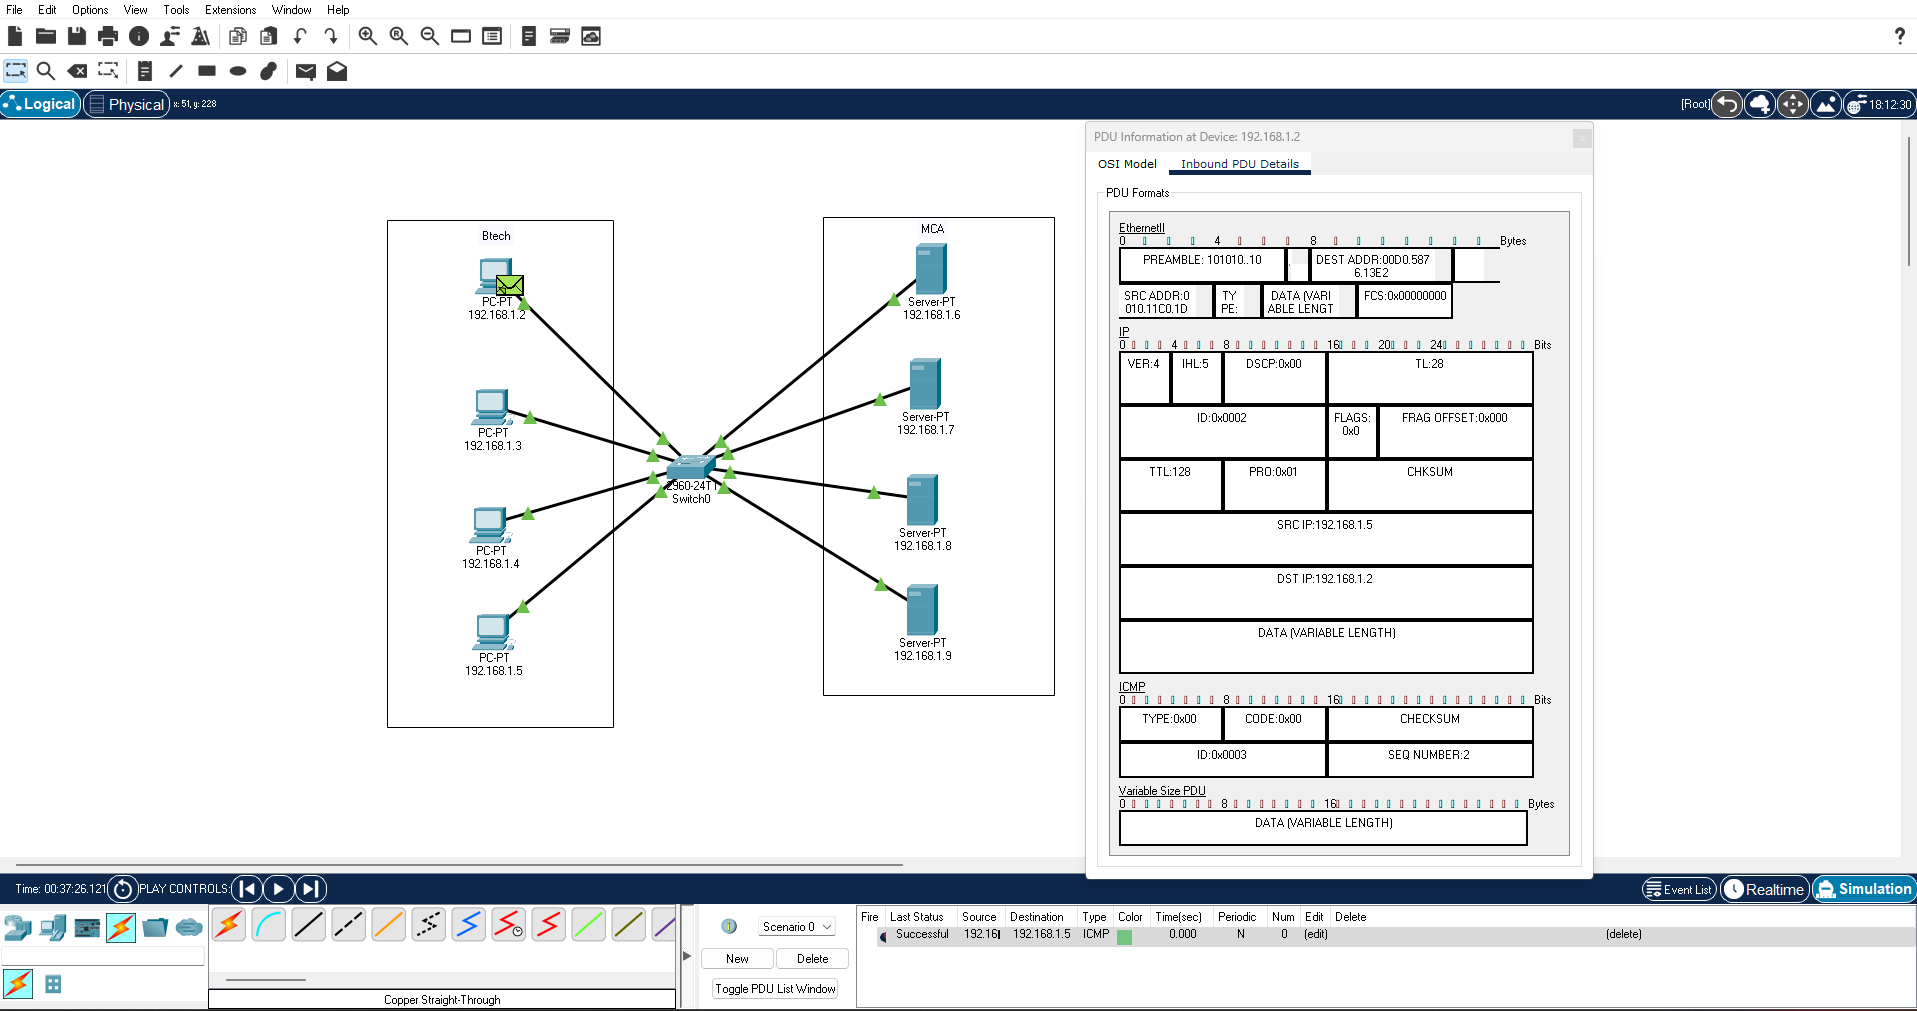 File Edit Options View Tools Extensions Window Help
Logical Physical x: 51, y: 228 [Root] 18:12:30
PDU Information at Device: 192.168.1.2
OSI Model Inbound PDU Details
PDU Formats
EthernetII
0 4 8 Bytes
PREAMBLE: 101010..10 DEST ADDR:00D0.587
6.13E2
SRC ADDR:0 TY DATA (VARI FCS:0x00000000
010.11C0.1D PE: ABLE LENGT
IP
0 4 8 16 20 24 Bits
VER:4 IHL:5 DSCP:0x00 TL:28
ID:0x0002 FLAGS: FRAG OFFSET:0x000
0x0
TTL:128 PRO:0x01 CHKSUM
SRC IP:192.168.1.5
DST IP:192.168.1.2
DATA (VARIABLE LENGTH)
ICMP
0 8 16 Bits
TYPE:0x00 CODE:0x00 CHECKSUM
ID:0x0003 SEQ NUMBER:2
Variable Size PDU
0 8 16 Bytes
DATA (VARIABLE LENGTH)
Btech
PC-PT
192.168.1.2
PC-PT
192.168.1.3
PC-PT
192.168.1.4
PC-PT
192.168.1.5
2960-24TT
Switch0
MCA
Server-PT
192.168.1.6
Server-PT
192.168.1.7
Server-PT
192.168.1.8
Server-PT
192.168.1.9
Time: 00:37:26.121 PLAY CONTROLS: Event List Realtime Simulation
Copper Straight-Through
Scenario 0
New Delete
Toggle PDU List Window
Fire Last Status Source Destination Type Color Time(sec) Periodic Num Edit Delete
Successful 192.16 192.168.1.5 ICMP 0.000 N 0 (edit) (delete)